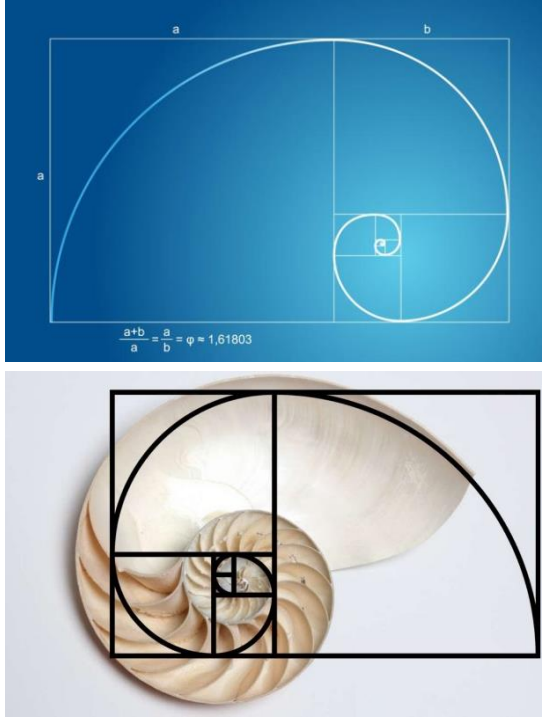 a b
a
a+b
a
= a
b
= φ ≈ 1,61803